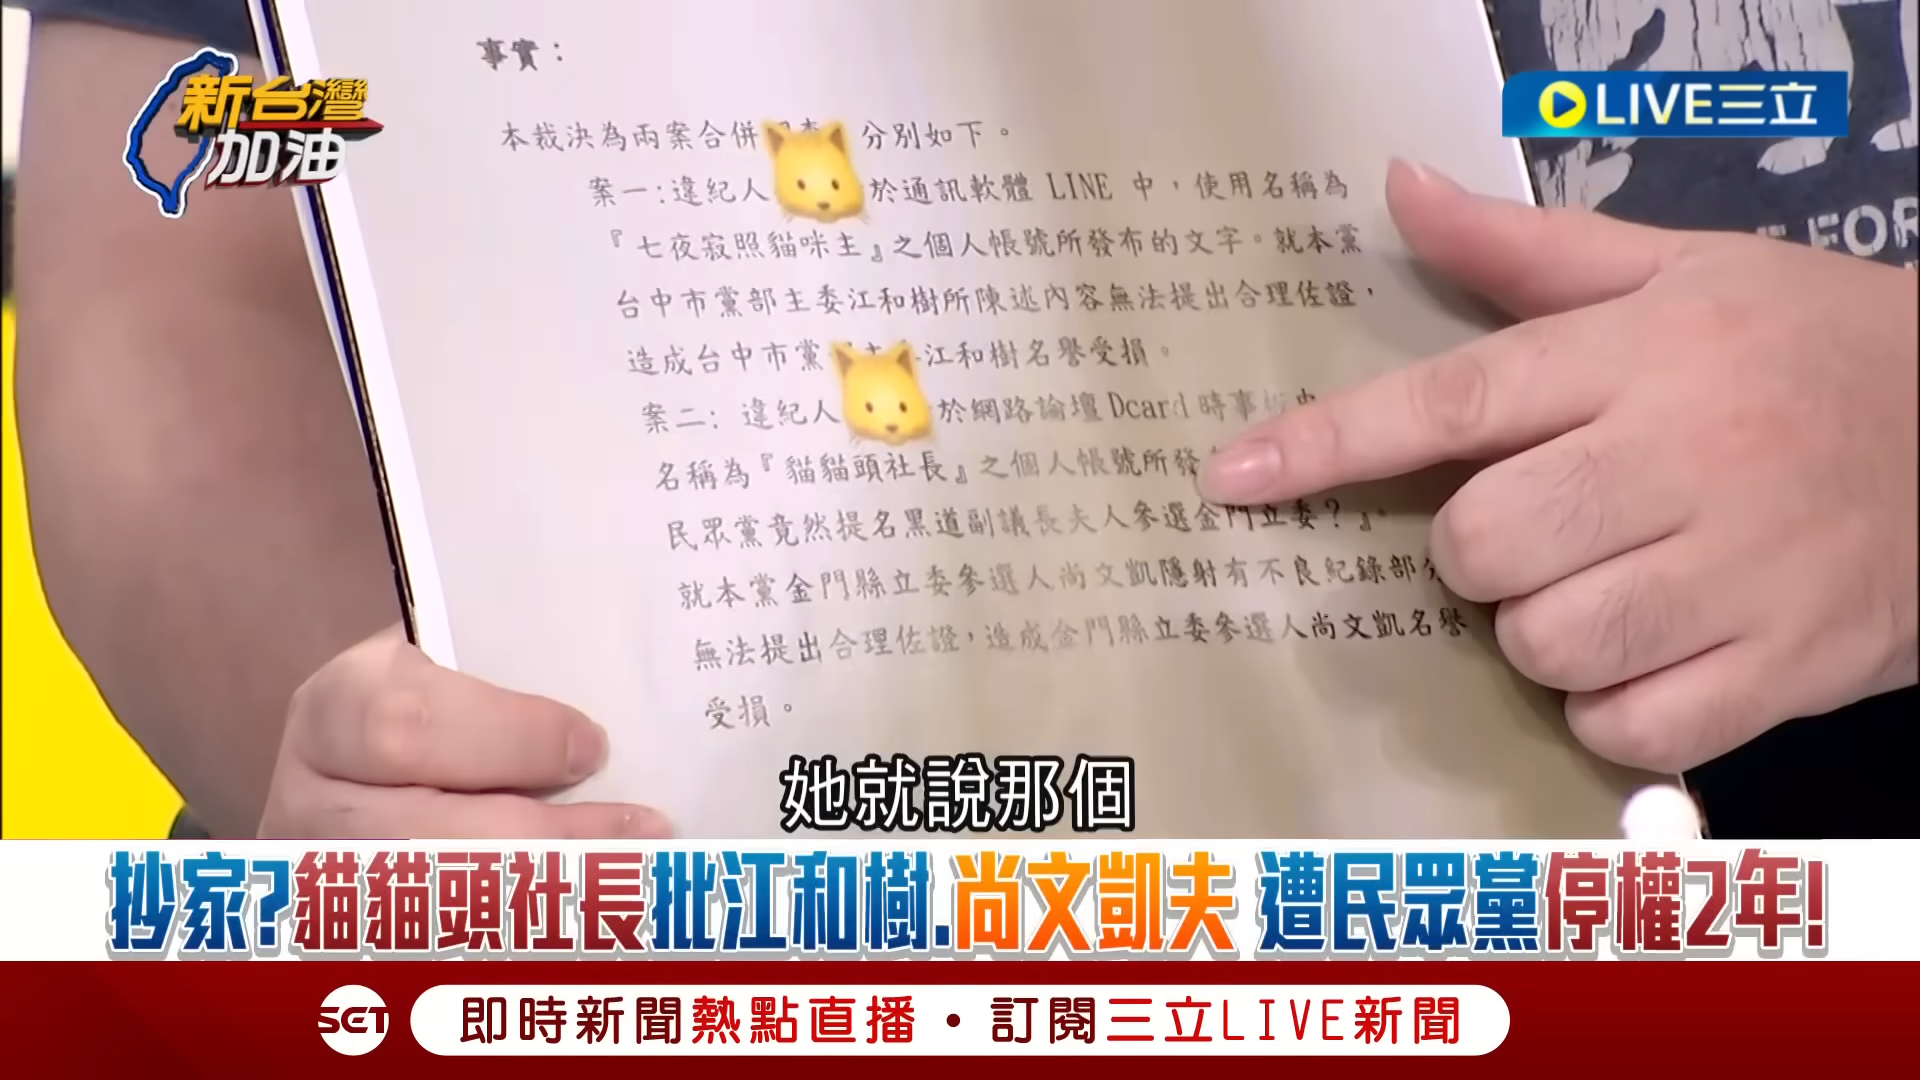 新台灣
加油
LIVE三立
事實：
本裁決為兩案合併 分別如下。
案一:違紀人 於通訊軟體 LINE 中，使用名稱為
『七夜寂照貓咪主』之個人帳號所發布的文字。就本黨
台中市黨部主委江和樹所陳述內容無法提出合理佐證，
造成台中市黨 江和樹名譽受損。
案二: 違紀人 於網路論壇 Dcard 時事
名稱為『貓貓頭社長』之個人帳號所發
民眾黨竟然提名黑道副議長夫人參選金門立委？』。
就本黨金門縣立委參選人尚文凱隱射有不良紀錄部
無法提出合理佐證，造成金門縣立委參選人尚文凱名譽
受損。
FOR
她就說那個
抄家?貓貓頭社長批江和樹.尚文凱夫 遭民眾黨停權2年!
SET 即時新聞熱點直播・訂閱三立LIVE新聞